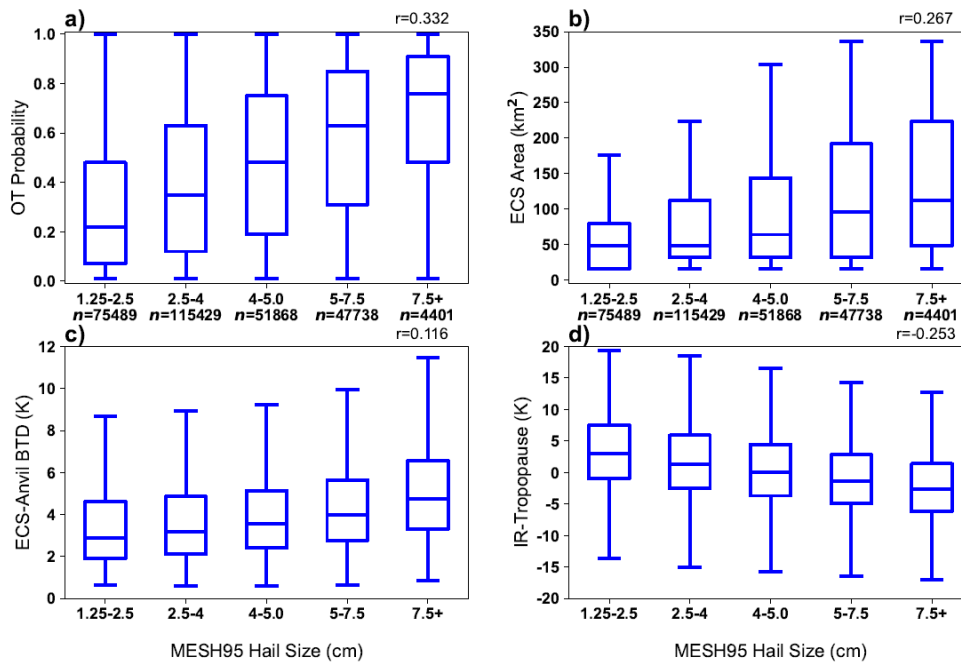 a) r=0.332
OT Probability
1.0
0.8
0.6
0.4
0.2
0.0
1.25-2.5 2.5-4 4-5.0 5-7.5 7.5+
n=75489 n=115429 n=51868 n=47738 n=4401
b) r=0.267
ECS Area (km²)
350
300
250
200
150
100
50
0
1.25-2.5 2.5-4 4-5.0 5-7.5 7.5+
n=75489 n=115429 n=51868 n=47738 n=4401
c) r=0.116
ECS-Anvil BTD (K)
12
10
8
6
4
2
0
1.25-2.5 2.5-4 4-5.0 5-7.5 7.5+
MESH95 Hail Size (cm)
d) r=-0.253
IR-Tropopause (K)
20
15
10
5
0
-5
-10
-15
-20
1.25-2.5 2.5-4 4-5.0 5-7.5 7.5+
MESH95 Hail Size (cm)